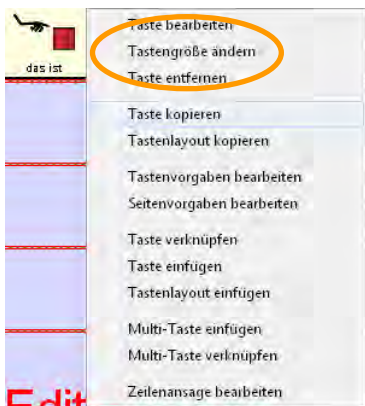 das ist
Taste bearbeiten
Tastengröße ändern
Taste entfernen
Taste kopieren
Tastenlayout kopieren
Tastenvorgaben bearbeiten
Seitenvorgaben bearbeiten
Taste verknüpfen
Taste einfügen
Tastenlayout einfügen
Multi-Taste einfügen
Multi-Taste verknüpfen
Zeilenansage bearbeiten
Edit